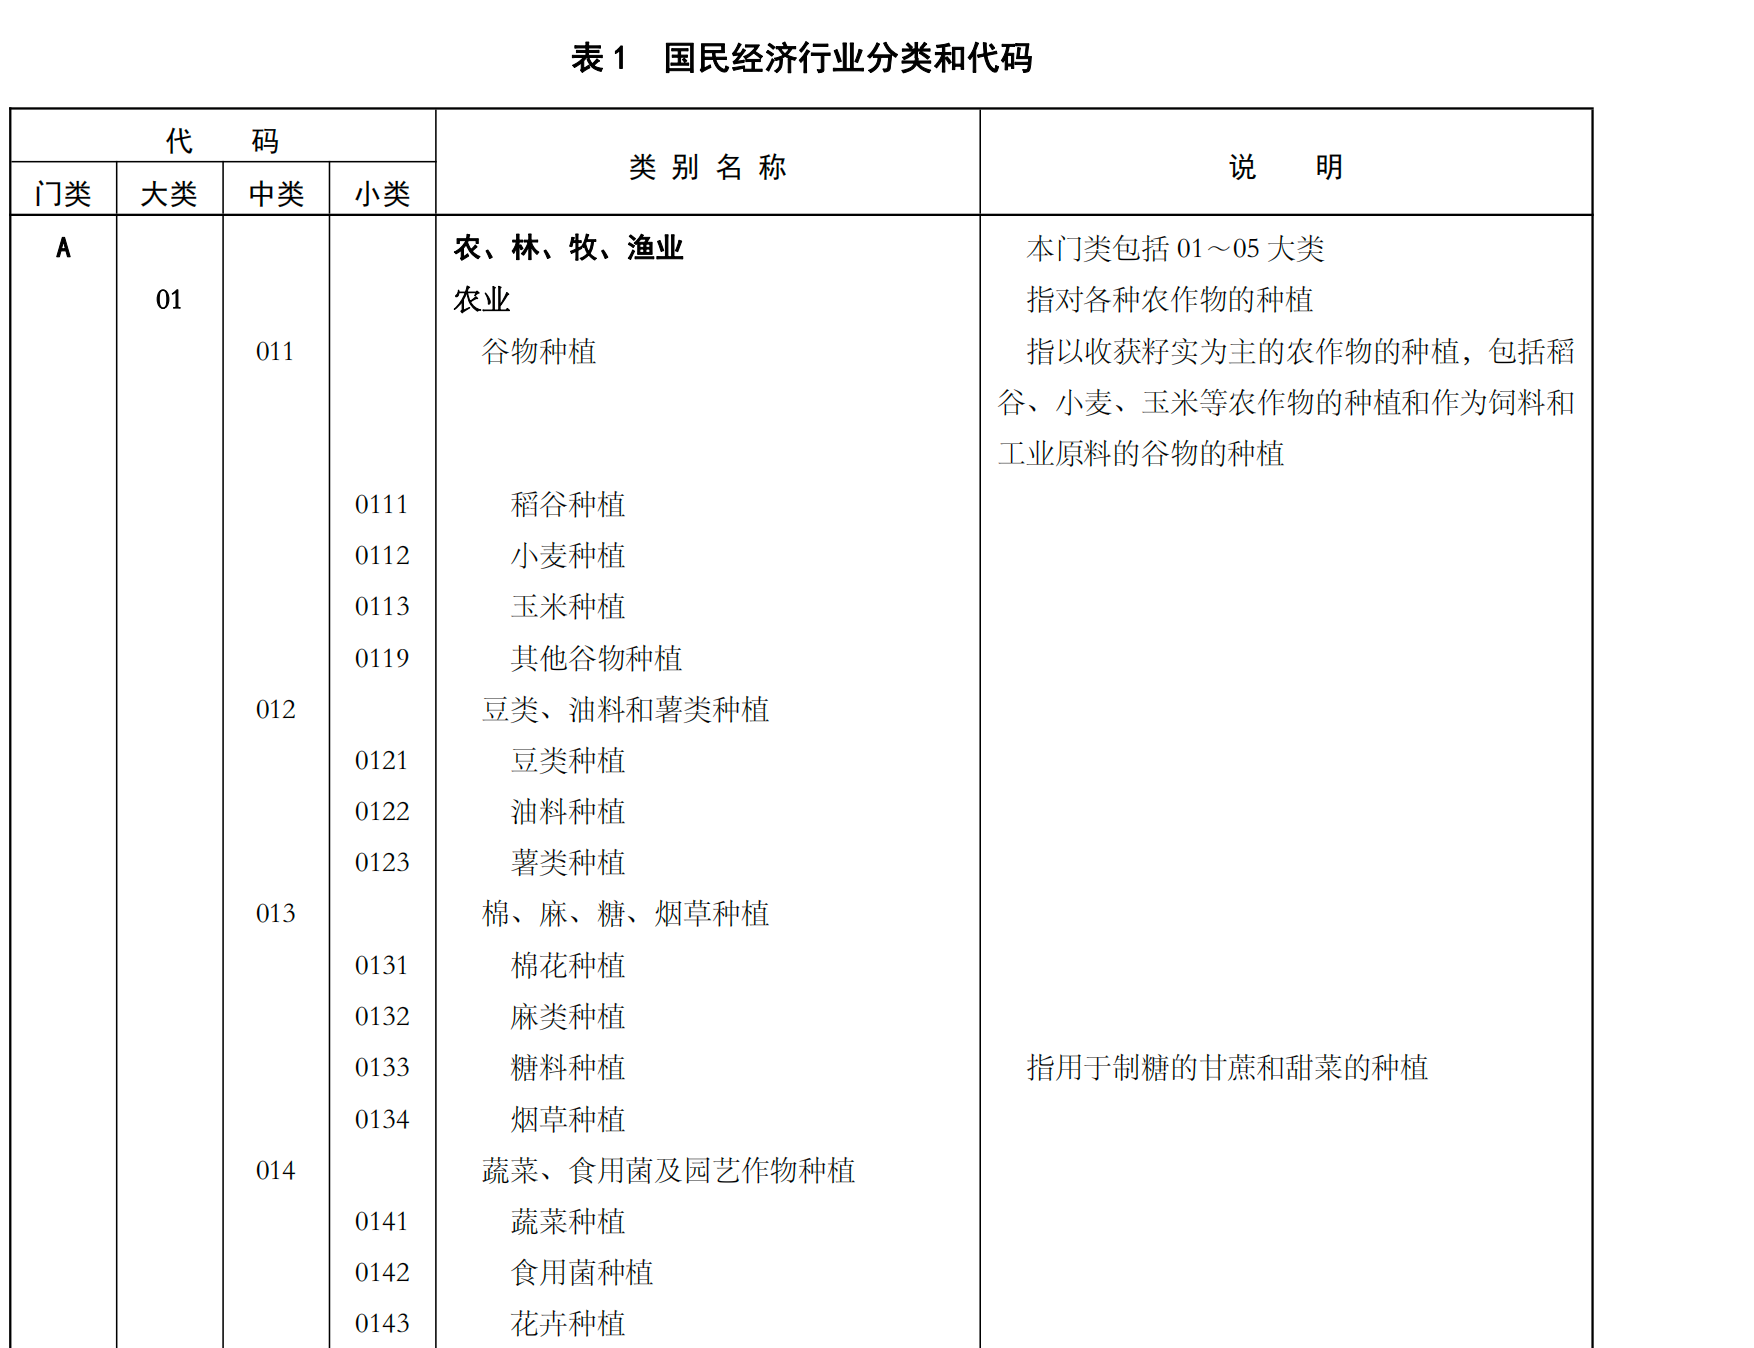 表 1 国民经济行业分类和代码
代 码 类 别 名 称 说 明
门类 大类 中类 小类
A 农、林、牧、渔业 本门类包括 01～05 大类
01 农业 指对各种农作物的种植
011 谷物种植 指以收获籽实为主的农作物的种植，包括稻
谷、小麦、玉米等农作物的种植和作为饲料和
工业原料的谷物的种植
0111 稻谷种植
0112 小麦种植
0113 玉米种植
0119 其他谷物种植
012 豆类、油料和薯类种植
0121 豆类种植
0122 油料种植
0123 薯类种植
013 棉、麻、糖、烟草种植
0131 棉花种植
0132 麻类种植
0133 糖料种植 指用于制糖的甘蔗和甜菜的种植
0134 烟草种植
014 蔬菜、食用菌及园艺作物种植
0141 蔬菜种植
0142 食用菌种植
0143 花卉种植